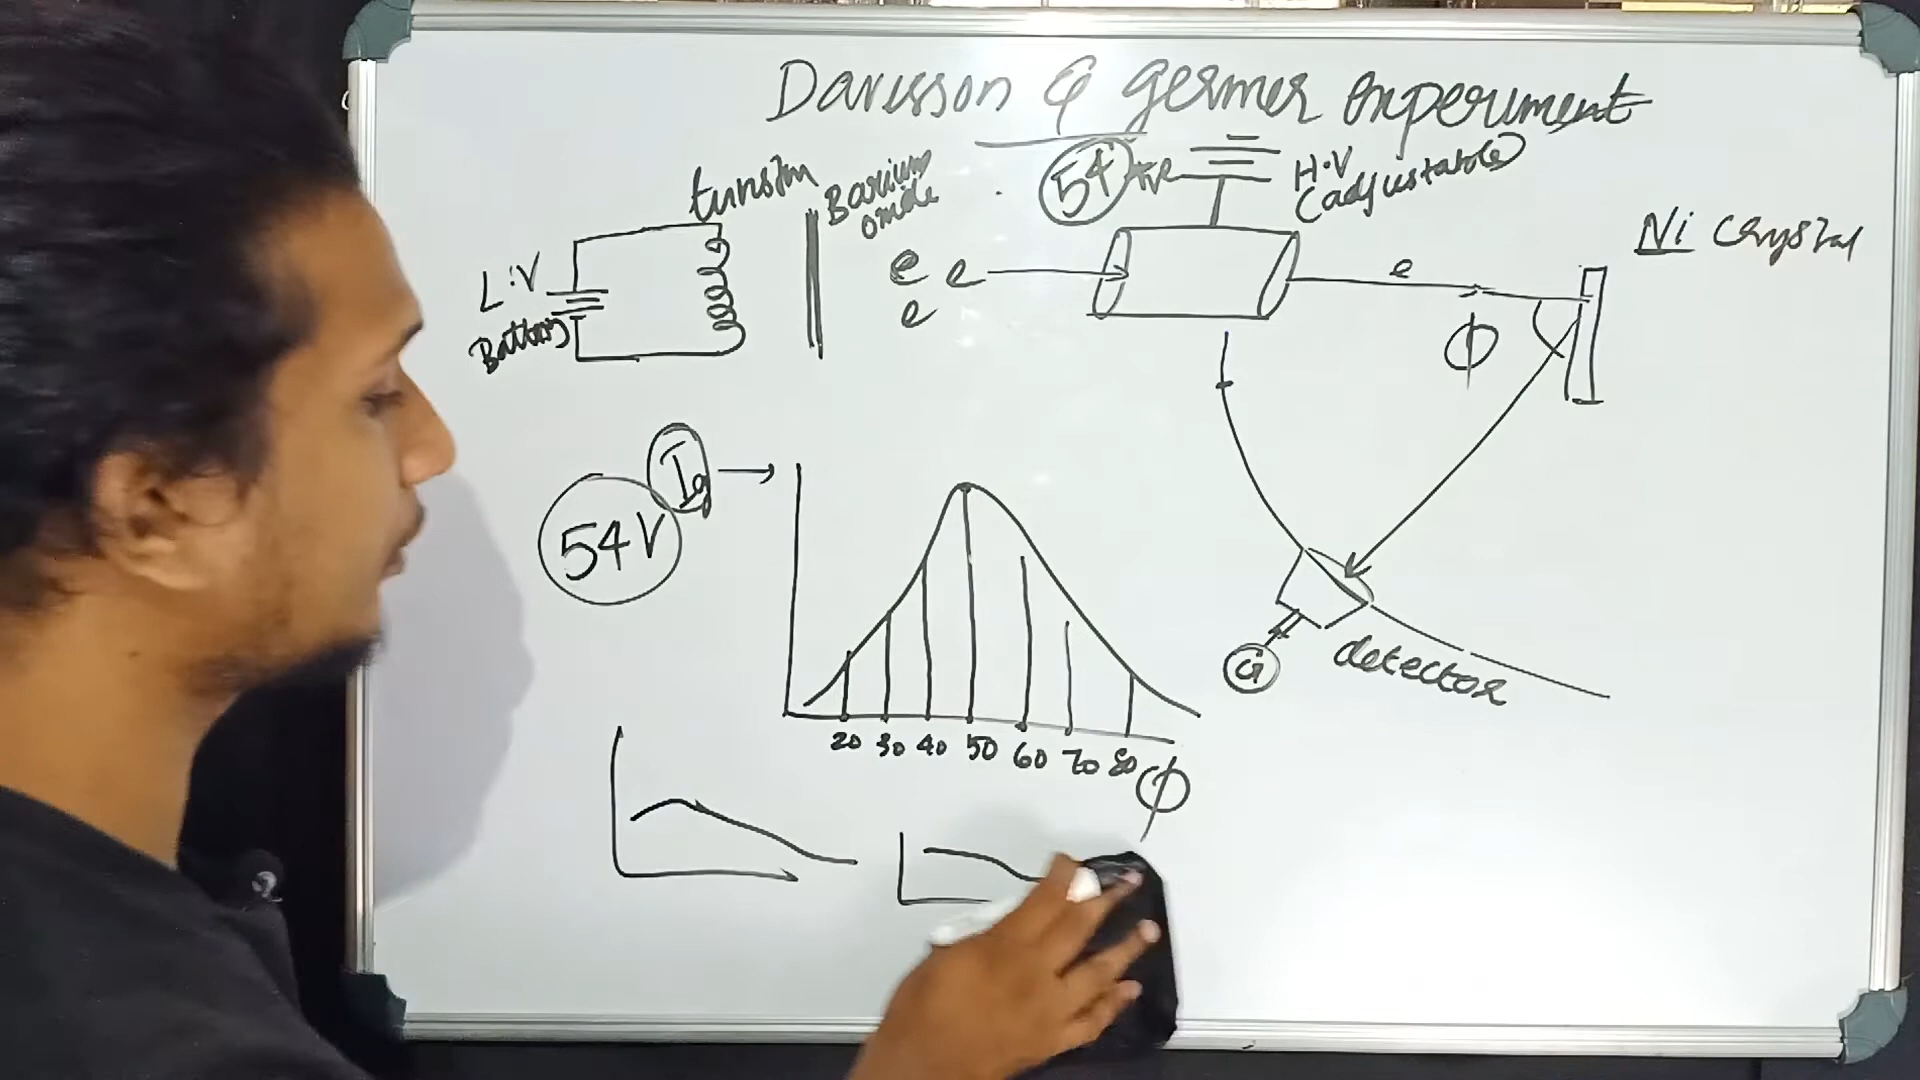 Davisson & germer experiment
54 +ve
H.V
(adjustable)
tunstan
Barium
oxide
Ni crystal
L.V
Battery
e e
e
e
ϕ
Ig
54V
G
detector
20 30 40 50 60 70 80
ϕ